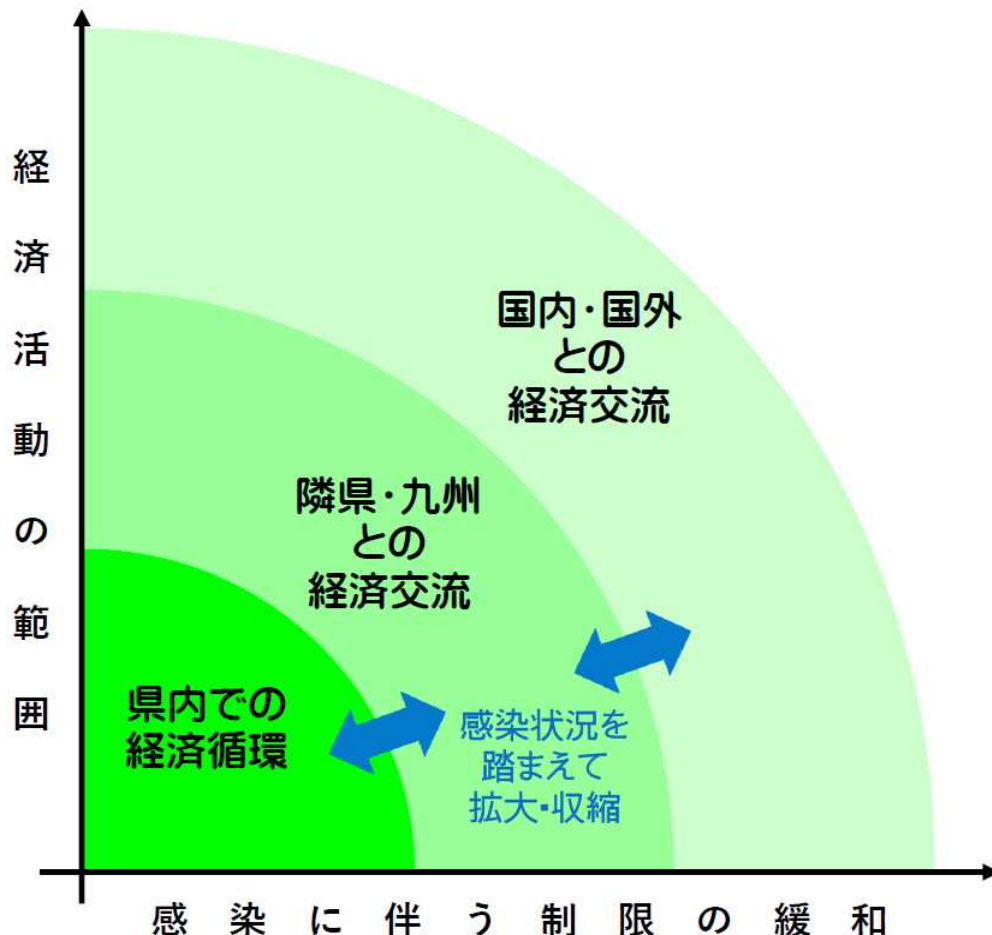 経済活動の範囲
国内・国外
との
経済交流
隣県・九州
との
経済交流
県内での
経済循環
感染状況を
踏まえて
拡大・収縮
感染に伴う制限の緩和